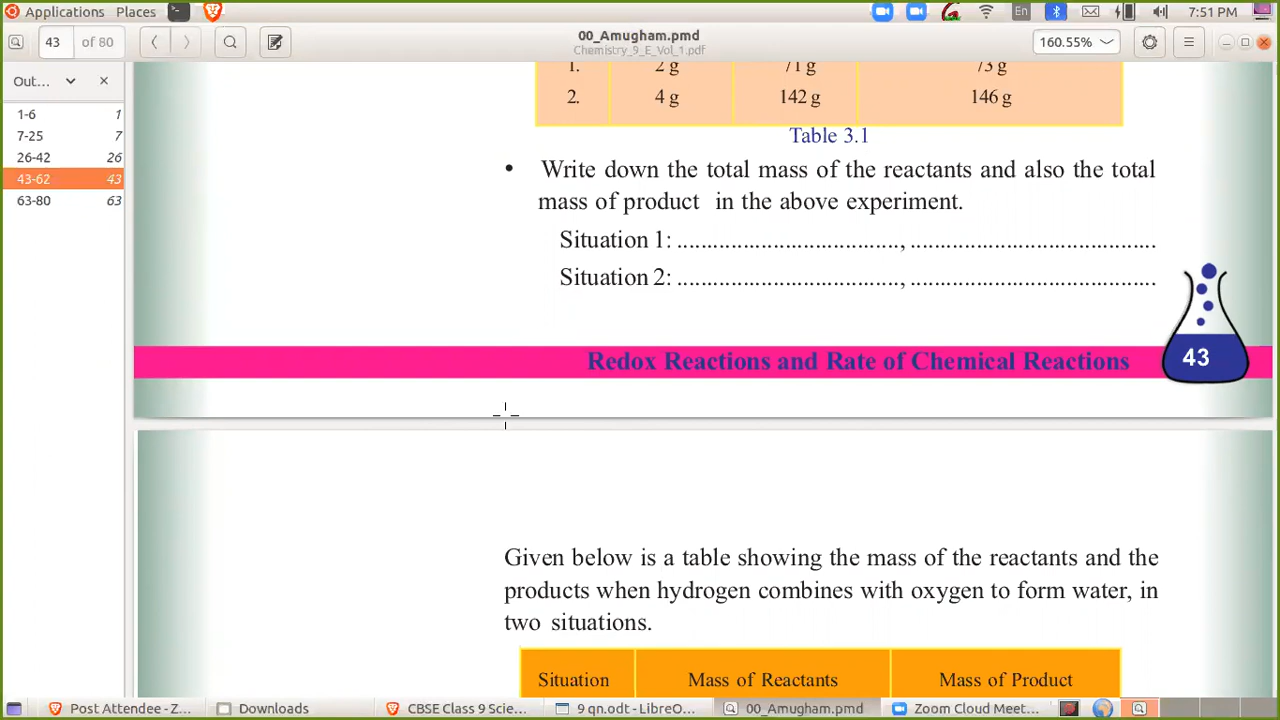 Applications Places En 7:51 PM
43 of 80 00_Amugham.pmd 160.55%
Chemistry_9_E_Vol_1.pdf
Out...
1-6 1
7-25 7
26-42 26
43-62 43
63-80 63
1. 2 g 71 g 73 g
2. 4 g 142 g 146 g
Table 3.1
• Write down the total mass of the reactants and also the total
mass of product in the above experiment.
Situation 1: ......................................, .........................................
Situation 2: ......................................, .........................................
Redox Reactions and Rate of Chemical Reactions 43
Given below is a table showing the mass of the reactants and the
products when hydrogen combines with oxygen to form water, in
two situations.
Situation Mass of Reactants Mass of Product
Post Attendee - Z... Downloads CBSE Class 9 Scie... 9 qn.odt - LibreO... 00_Amugham.pmd Zoom Cloud Meet...